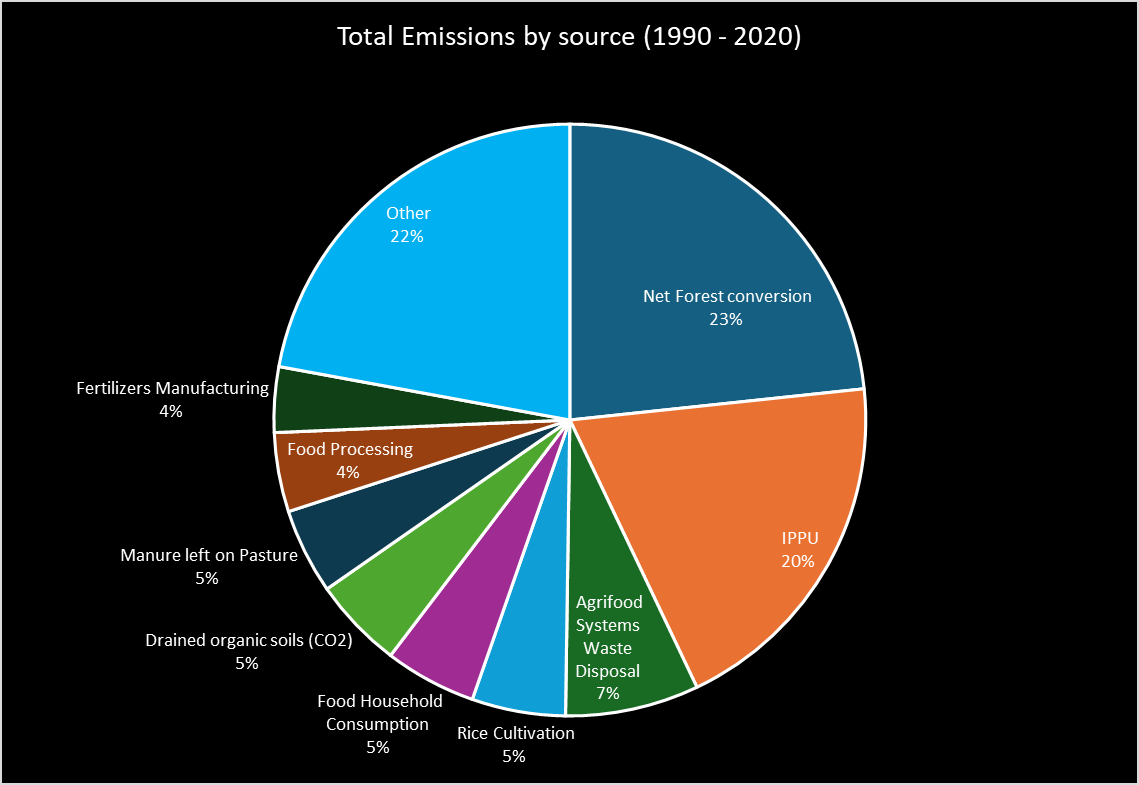 Total Emissions by source (1990 - 2020)
Other
22%
Net Forest conversion
23%
Fertilizers Manufacturing
4%
Food Processing
4%
IPPU
20%
Manure left on Pasture
5%
Agrifood
Systems
Waste
Disposal
7%
Drained organic soils (CO2)
5%
Food Household
Consumption
5%
Rice Cultivation
5%